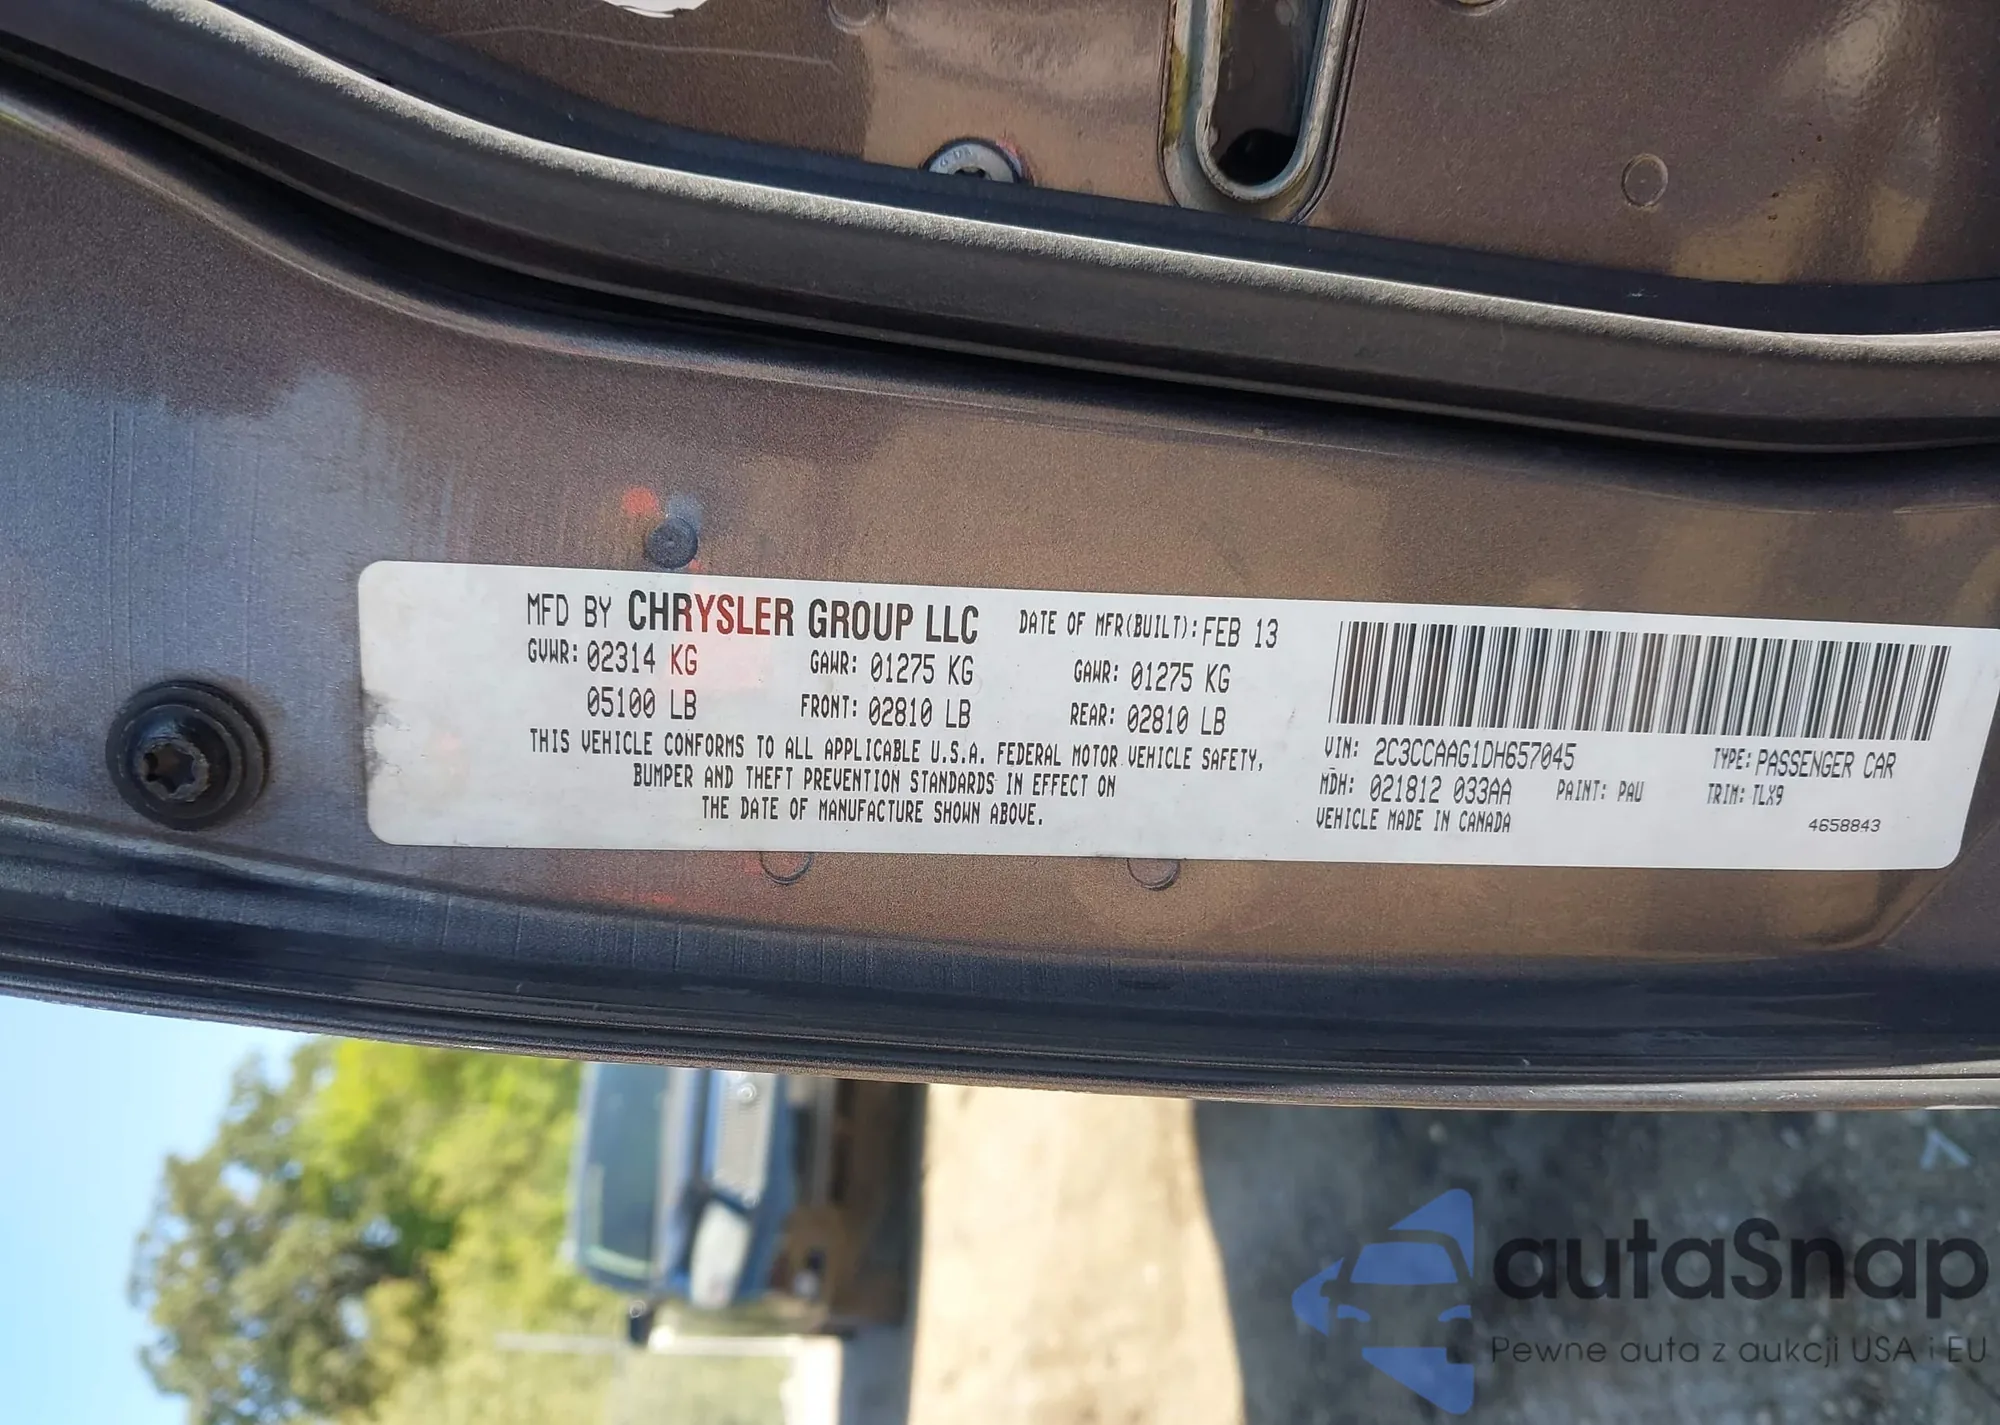 MFD BY CHRYSLER GROUP LLC DATE OF MFR(BUILT): FEB 13
GVWR: 02314 KG GAWR: 01275 KG GAWR: 01275 KG
05100 LB FRONT: 02810 LB REAR: 02810 LB
THIS VEHICLE CONFORMS TO ALL APPLICABLE U.S.A. FEDERAL MOTOR VEHICLE SAFETY,
BUMPER AND THEFT PREVENTION STANDARDS IN EFFECT ON
THE DATE OF MANUFACTURE SHOWN ABOVE.
VIN: 2C3CCAAG1DH657045 TYPE: PASSENGER CAR
MDH: 021812 033AA PAINT: PAU TRIM: TLX9
VEHICLE MADE IN CANADA 4658843
autaSnap
Pewne auta z aukcji USA i EU